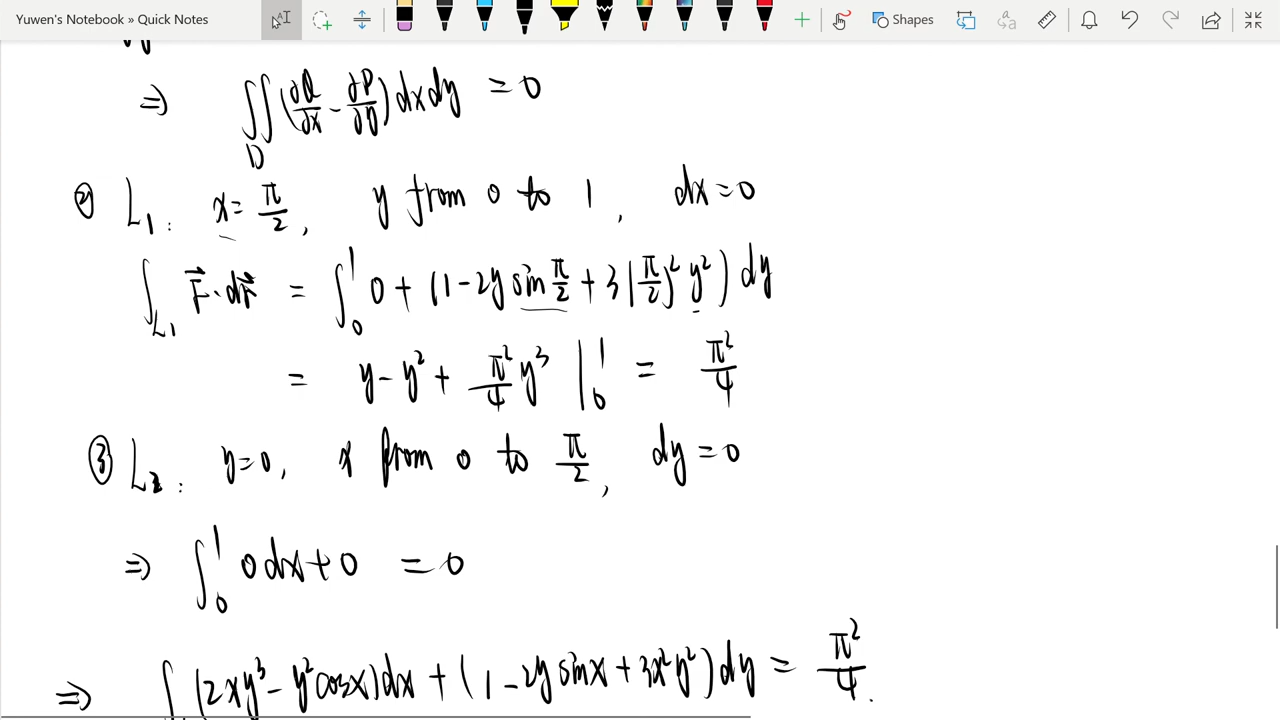 Yuwen's Notebook » Quick Notes
Shapes
⇒ ∬_D (∂Q/∂x - ∂P/∂y) dxdy = 0
② L₁: x = π/2, y from 0 to 1, dx = 0
∫_L₁ F⃗·dr⃗ = ∫₀¹ 0 + (1 - 2y sin π/2 + 3(π/2)² y²) dy
= y - y² + π²/4 y³ |₀¹ = π²/4
③ L₂: y = 0, x from 0 to π/2, dy = 0
⇒ ∫₀¹ 0 dx + 0 = 0
⇒ ∫ (2xy³ - y² cosx) dx + (1 - 2y sinx + 3x²y²) dy = π²/4.